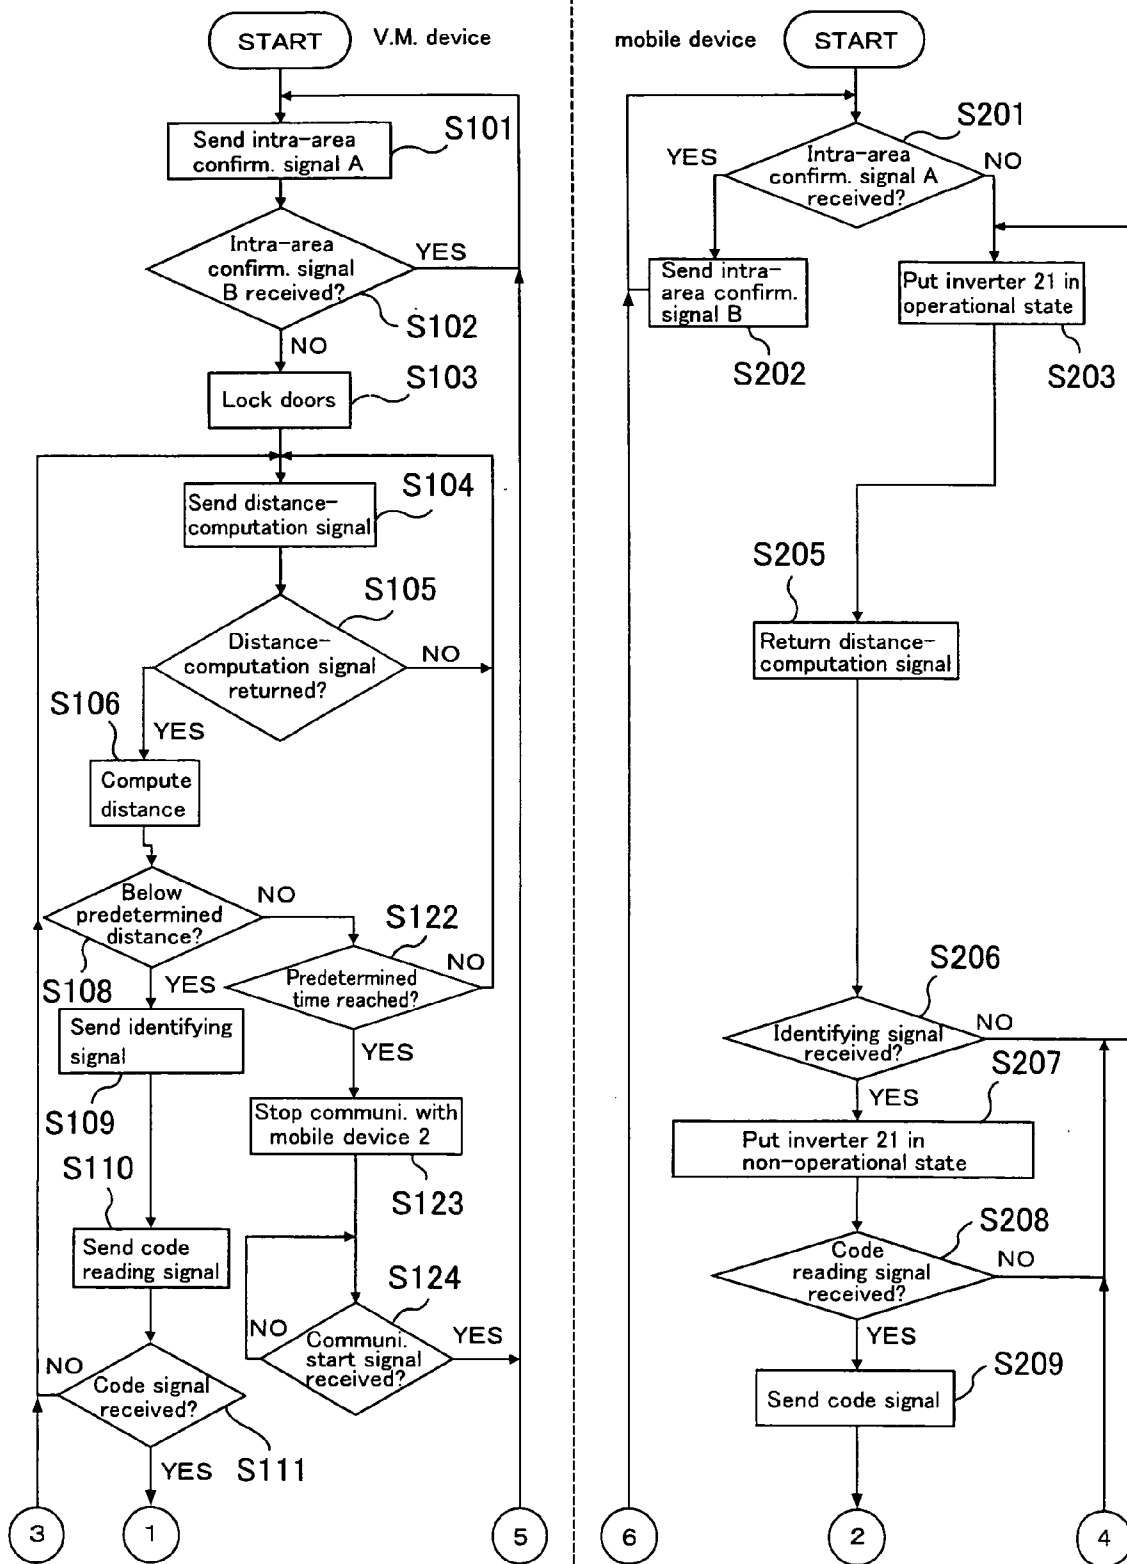 START
V.M. device
S101
Send intra-area
confirm. signal A
Intra-area
confirm. signal
B received?
YES
S102
NO
S103
Lock doors
S104
Send distance-
computation signal
S105
Distance-
computation signal
returned?
NO
S106
YES
Compute
distance
Below
predetermined
distance?
NO
S122
S108
YES
Predetermined
time reached?
NO
Send identifying
signal
YES
S109
Stop communi. with
mobile device 2
S110
S123
Send code
reading signal
S124
NO
Communi.
start signal
received?
YES
NO
Code signal
received?
S111
YES
3
1
5
mobile device
START
S201
YES
Intra-area
confirm. signal A
received?
NO
Send intra-
area confirm.
signal B
Put inverter 21 in
operational state
S202
S203
S205
Return distance-
computation signal
S206
Identifying signal
received?
NO
S207
YES
Put inverter 21 in
non-operational state
S208
Code
reading signal
received?
NO
YES
S209
Send code signal
6
2
4